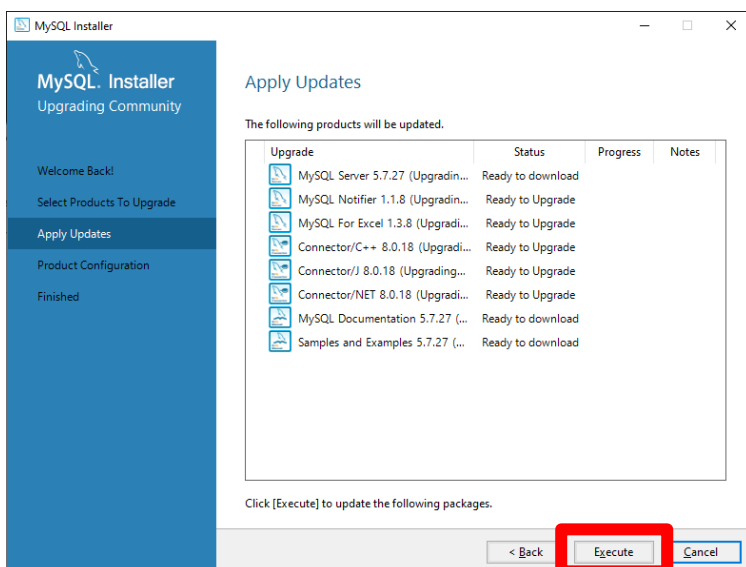 MySQL Installer
MySQL. Installer
Upgrading Community
Welcome Back!
Select Products To Upgrade
Apply Updates
Product Configuration
Finished
Apply Updates
The following products will be updated.
Upgrade Status Progress Notes
MySQL Server 5.7.27 (Upgradin... Ready to download
MySQL Notifier 1.1.8 (Upgradin... Ready to Upgrade
MySQL For Excel 1.3.8 (Upgradi... Ready to Upgrade
Connector/C++ 8.0.18 (Upgradi... Ready to Upgrade
Connector/J 8.0.18 (Upgrading... Ready to Upgrade
Connector/NET 8.0.18 (Upgradi... Ready to Upgrade
MySQL Documentation 5.7.27 (... Ready to download
Samples and Examples 5.7.27 (... Ready to download
Click [Execute] to update the following packages.
< Back Execute Cancel